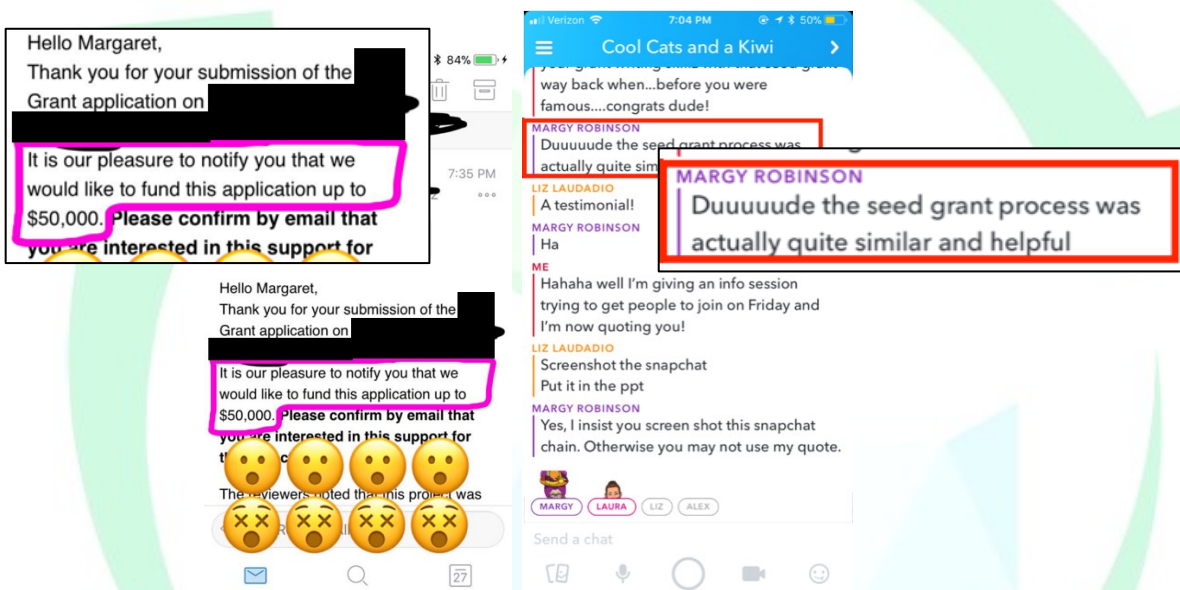 Hello Margaret,
Thank you for your submission of the
Grant application on
It is our pleasure to notify you that we
would like to fund this application up to
$50,000. Please confirm by email that
you are interested in this support for
84%
7:35 PM
Hello Margaret,
Thank you for your submission of the
Grant application on
It is our pleasure to notify you that we
would like to fund this application up to
$50,000. Please confirm by email that
you are interested in this support for
The reviewers noted that this project was
27
Verizon 7:04 PM 50%
Cool Cats and a Kiwi
way back when...before you were
famous....congrats dude!
MARGY ROBINSON
Duuuuude the seed grant process was
actually quite sim
LIZ LAUDADIO
A testimonial!
MARGY ROBINSON
Ha
ME
Hahaha well I'm giving an info session
trying to get people to join on Friday and
I'm now quoting you!
LIZ LAUDADIO
Screenshot the snapchat
Put it in the ppt
MARGY ROBINSON
Yes, I insist you screen shot this snapchat
chain. Otherwise you may not use my quote.
MARGY LAURA LIZ ALEX
Send a chat
MARGY ROBINSON
Duuuuude the seed grant process was
actually quite similar and helpful